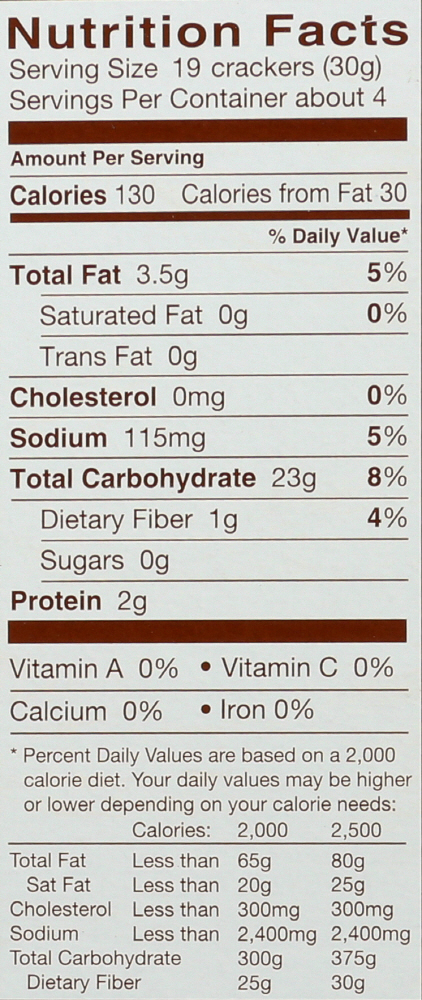 Nutrition Facts
Serving Size 19 crackers (30g)
Servings Per Container about 4
Amount Per Serving
Calories 130 Calories from Fat 30
% Daily Value*
Total Fat 3.5g 5%
Saturated Fat 0g 0%
Trans Fat 0g
Cholesterol 0mg 0%
Sodium 115mg 5%
Total Carbohydrate 23g 8%
Dietary Fiber 1g 4%
Sugars 0g
Protein 2g
Vitamin A 0% • Vitamin C 0%
Calcium 0% • Iron 0%
* Percent Daily Values are based on a 2,000
calorie diet. Your daily values may be higher
or lower depending on your calorie needs:
Calories: 2,000 2,500
Total Fat Less than 65g 80g
Sat Fat Less than 20g 25g
Cholesterol Less than 300mg 300mg
Sodium Less than 2,400mg 2,400mg
Total Carbohydrate 300g 375g
Dietary Fiber 25g 30g